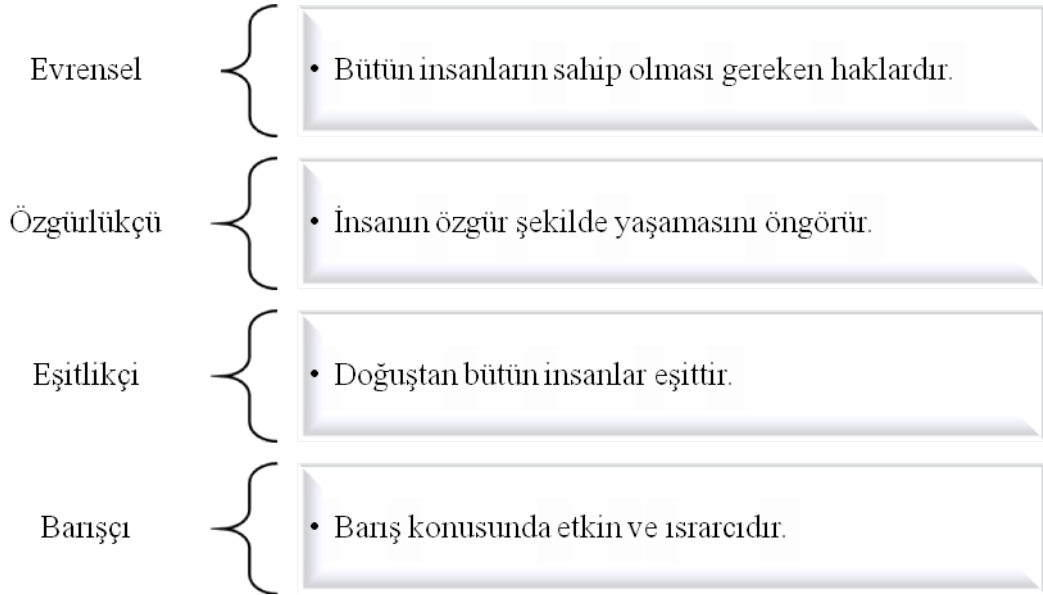 Evrensel
• Bütün insanların sahip olması gereken haklardır.
Özgürlükçü
• İnsanın özgür şekilde yaşamasını öngörür.
Eşitlikçi
• Doğuştan bütün insanlar eşittir.
Barışçı
• Barış konusunda etkin ve ısrarcıdır.